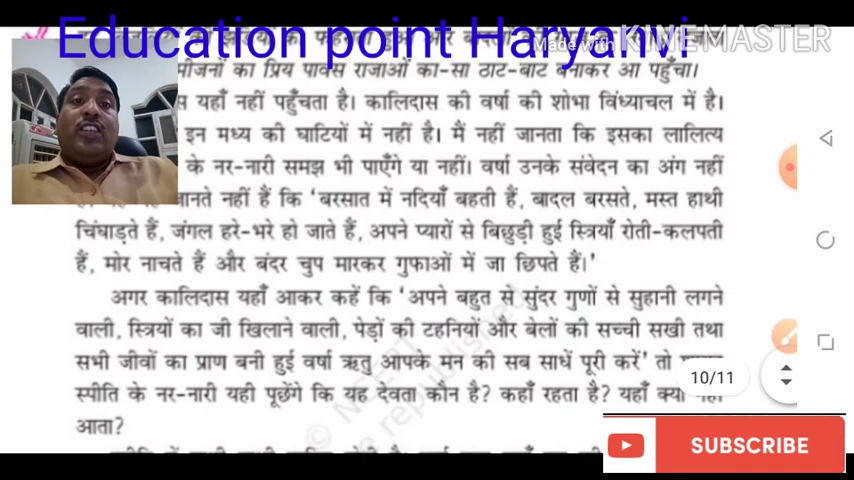 Education point Haryanvi
Made with KINEMASTER
मीजनों का प्रिय पावस राजाओं का-सा ठाट-बाट बनाकर आ पहुँचा।
यहाँ नहीं पहुँचता है। कालिदास की वर्षा की शोभा विंध्याचल में है।
इन मध्य की घाटियों में नहीं है। मैं नहीं जानता कि इसका लालित्य
के नर-नारी समझ भी पाएँगे या नहीं। वर्षा उनके संवेदन का अंग नहीं
जानते नहीं हैं कि 'बरसात में नदियाँ बहती हैं, बादल बरसते, मस्त हाथी
चिंघाड़ते हैं, जंगल हरे-भरे हो जाते हैं, अपने प्यारों से बिछुड़ी हुई स्त्रियाँ रोती-कलपती
हैं, मोर नाचते हैं और बंदर चुप मारकर गुफाओं में जा छिपते हैं।'
अगर कालिदास यहाँ आकर कहें कि 'अपने बहुत से सुंदर गुणों से सुहानी लगने
वाली, स्त्रियों का जी खिलाने वाली, पेड़ों की टहनियों और बेलों की सच्ची सखी तथा
सभी जीवों का प्राण बनी हुई वर्षा ऋतु आपके मन की सब साधें पूरी करें' तो
स्पीति के नर-नारी यही पूछेंगे कि यह देवता कौन है? कहाँ रहता है? यहाँ क्यों नहीं
आता?
10/11
© NCERT
republished
SUBSCRIBE